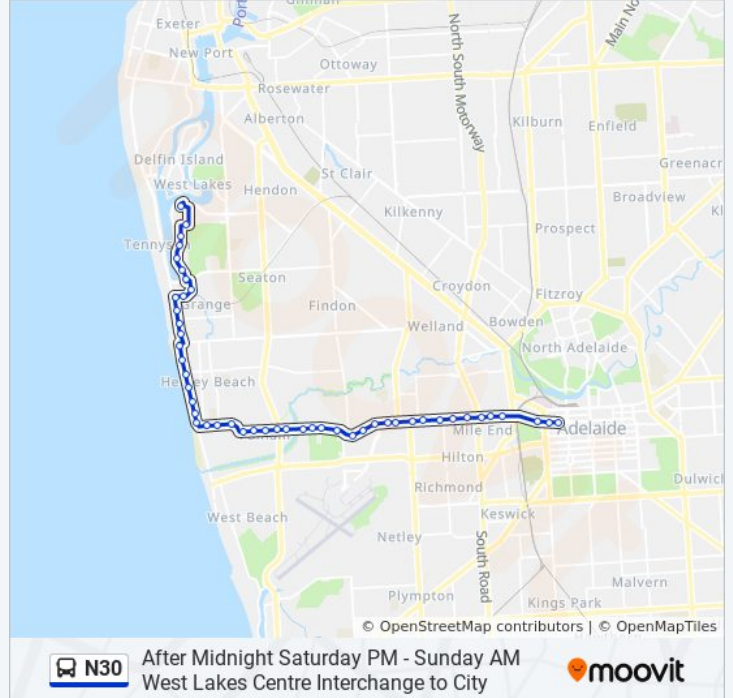 Exeter
New Port
Ottoway
Rosewater
Alberton
North South Motorway
Main No
Kilburn
Enfield
Greenacr
Delfin Island
West Lakes
Hendon
St Clair
Kilkenny
Broadview
Kl
Prospect
Tennyson
Seaton
Croydon
Fitzroy
Grange
Findon
Welland
Bowden
North Adelaide
Henley Beach
Adelaide
Mile End
Hilton
Richmond
Dulwic
West Beach
Keswick
Netley
South Road
Malvern
Plympton
Kings Park
© OpenStreetMap contributors | © OpenMapTiles
N30
After Midnight Saturday PM - Sunday AM
West Lakes Centre Interchange to City
moovit